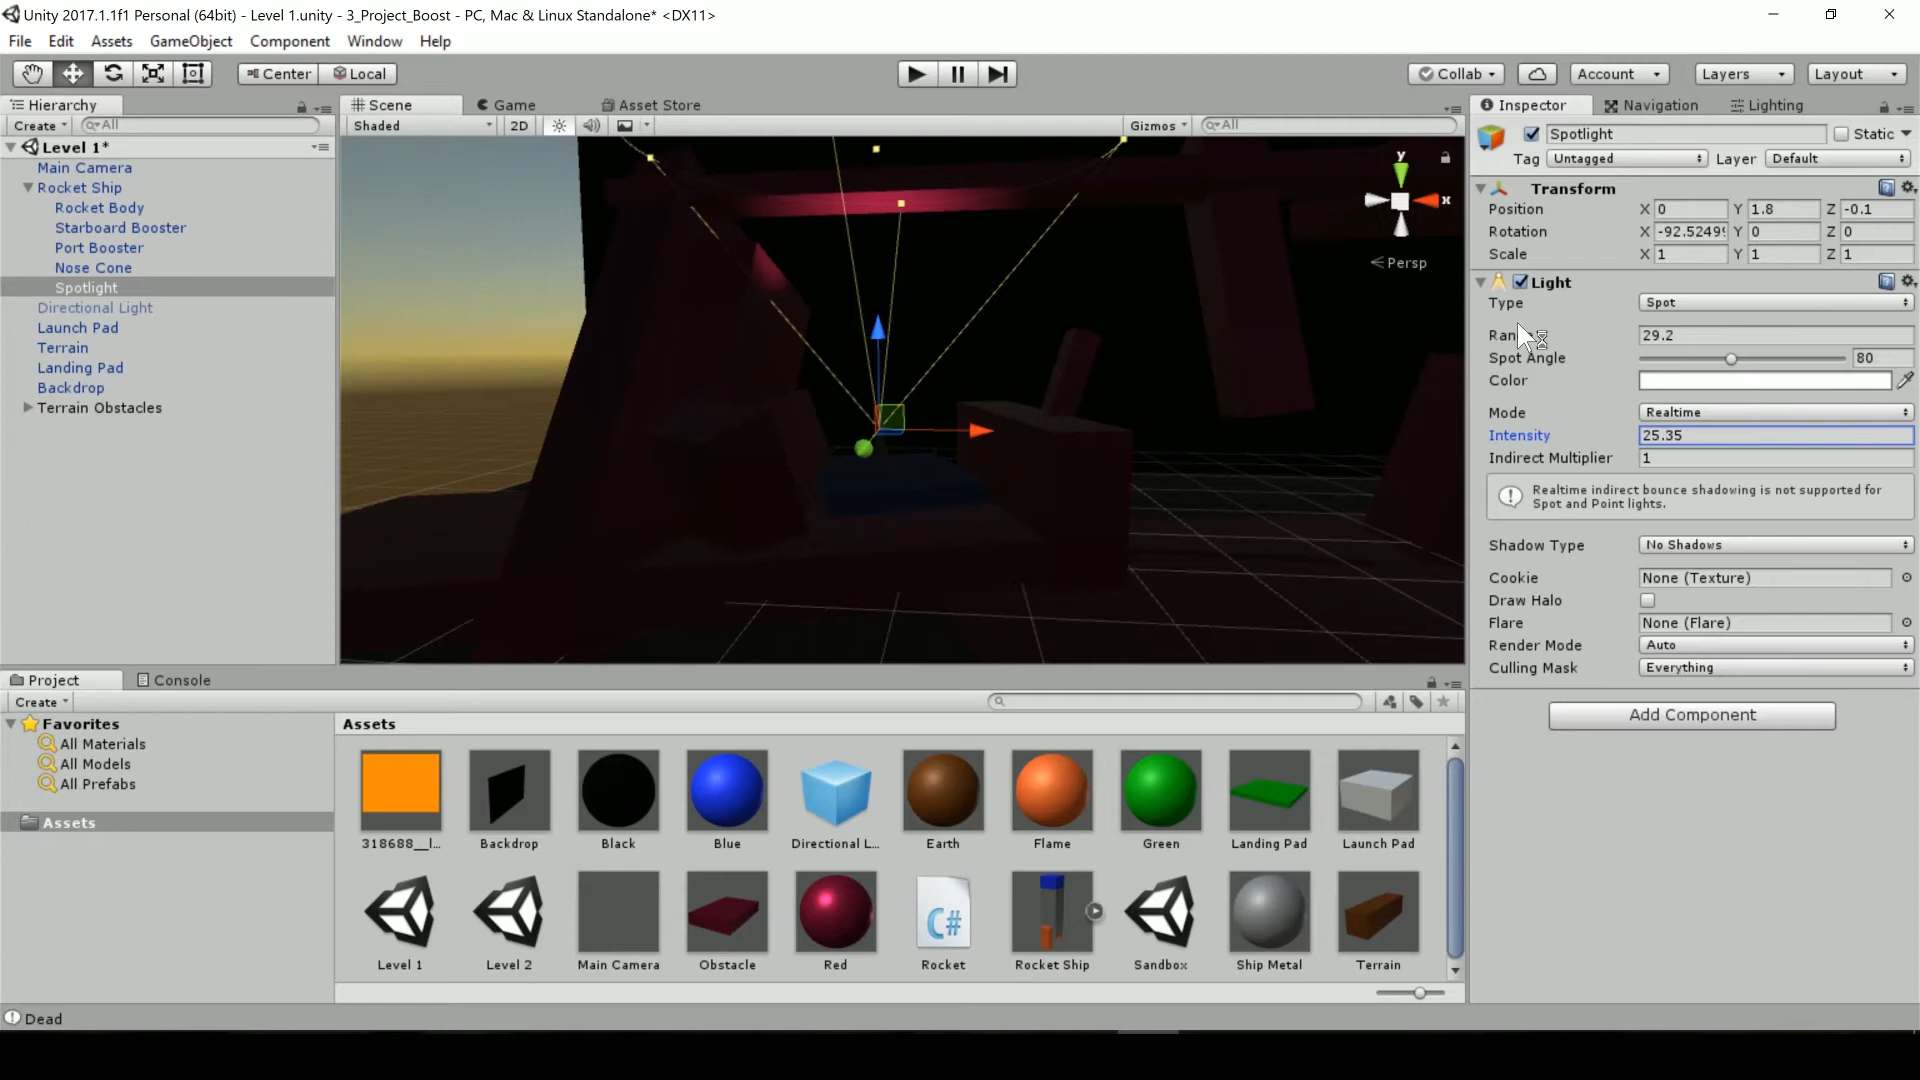 Unity 2017.1.1f1 Personal (64bit) - Level 1.unity - 3_Project_Boost - PC, Mac & Linux Standalone* <DX11>
File Edit Assets GameObject Component Window Help
Center Local Collab Account Layers Layout
Hierarchy
Create All
Level 1*
Main Camera
Rocket Ship
Rocket Body
Starboard Booster
Port Booster
Nose Cone
Spotlight
Directional Light
Launch Pad
Terrain
Landing Pad
Backdrop
Terrain Obstacles
Scene Game Asset Store
Shaded 2D Gizmos All
y
x
Persp
Inspector Navigation Lighting
Spotlight Static
Tag Untagged Layer Default
Transform
Position X 0 Y 1.8 Z -0.1
Rotation X -92.5249 Y 0 Z 0
Scale X 1 Y 1 Z 1
Light
Type Spot
29.2
Spot Angle 80
Color
Mode Realtime
Intensity 25.35
Indirect Multiplier 1
Realtime indirect bounce shadowing is not supported for
Spot and Point lights.
Shadow Type No Shadows
Cookie None (Texture)
Draw Halo
Flare None (Flare)
Render Mode Auto
Culling Mask Everything
Add Component
Project Console
Create
Favorites
All Materials
All Models
All Prefabs
Assets
Assets
318688__l... Backdrop Black Blue Directional L... Earth Flame Green Landing Pad Launch Pad
C#
Level 1 Level 2 Main Camera Obstacle Red Rocket Rocket Ship Sandbox Ship Metal Terrain
Dead